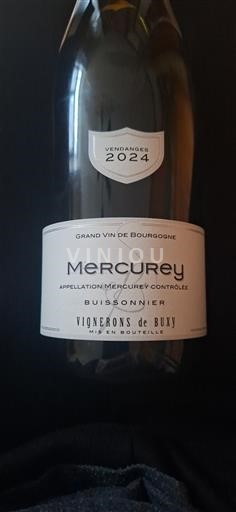 VENDANGES
2024
GRAND VIN DE BOURGOGNE
VINIOU
MERCUREY
APPELLATION MERCUREY CONTRÔLÉE
BUISSONNIER
VIGNERONS de BUXY
MIS EN BOUTEILLE